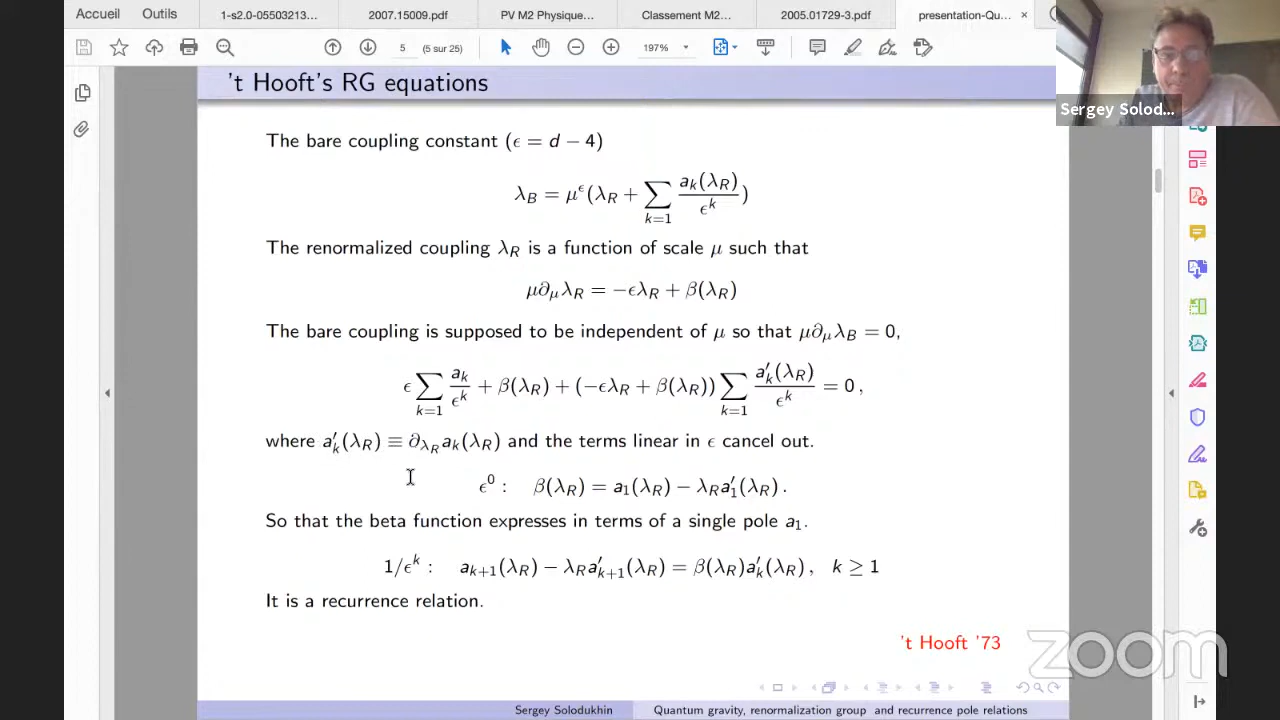 Accueil Outils 1-s2.0-05503213... 2007.15009.pdf PV M2 Physique... Classement M2... 2005.01729-3.pdf presentation-Qu... ×
5 (5 sur 25) 197%
Sergey Solod...
't Hooft's RG equations
The bare coupling constant (ϵ = d − 4)
λ_B = μ^ϵ(λ_R + ∑_{k=1} a_k(λ_R)/ϵ^k)
The renormalized coupling λ_R is a function of scale μ such that
μ∂_μλ_R = −ϵλ_R + β(λ_R)
The bare coupling is supposed to be independent of μ so that μ∂_μλ_B = 0,
ϵ ∑_{k=1} a_k/ϵ^k + β(λ_R) + (−ϵλ_R + β(λ_R)) ∑_{k=1} a′_k(λ_R)/ϵ^k = 0 ,
where a′_k(λ_R) ≡ ∂_{λ_R}a_k(λ_R) and the terms linear in ϵ cancel out.
ϵ^0 : β(λ_R) = a_1(λ_R) − λ_R a′_1(λ_R) .
So that the beta function expresses in terms of a single pole a_1.
1/ϵ^k : a_{k+1}(λ_R) − λ_R a′_{k+1}(λ_R) = β(λ_R)a′_k(λ_R) , k ≥ 1
It is a recurrence relation.
't Hooft '73
zoom
Sergey Solodukhin Quantum gravity, renormalization group and recurrence pole relations